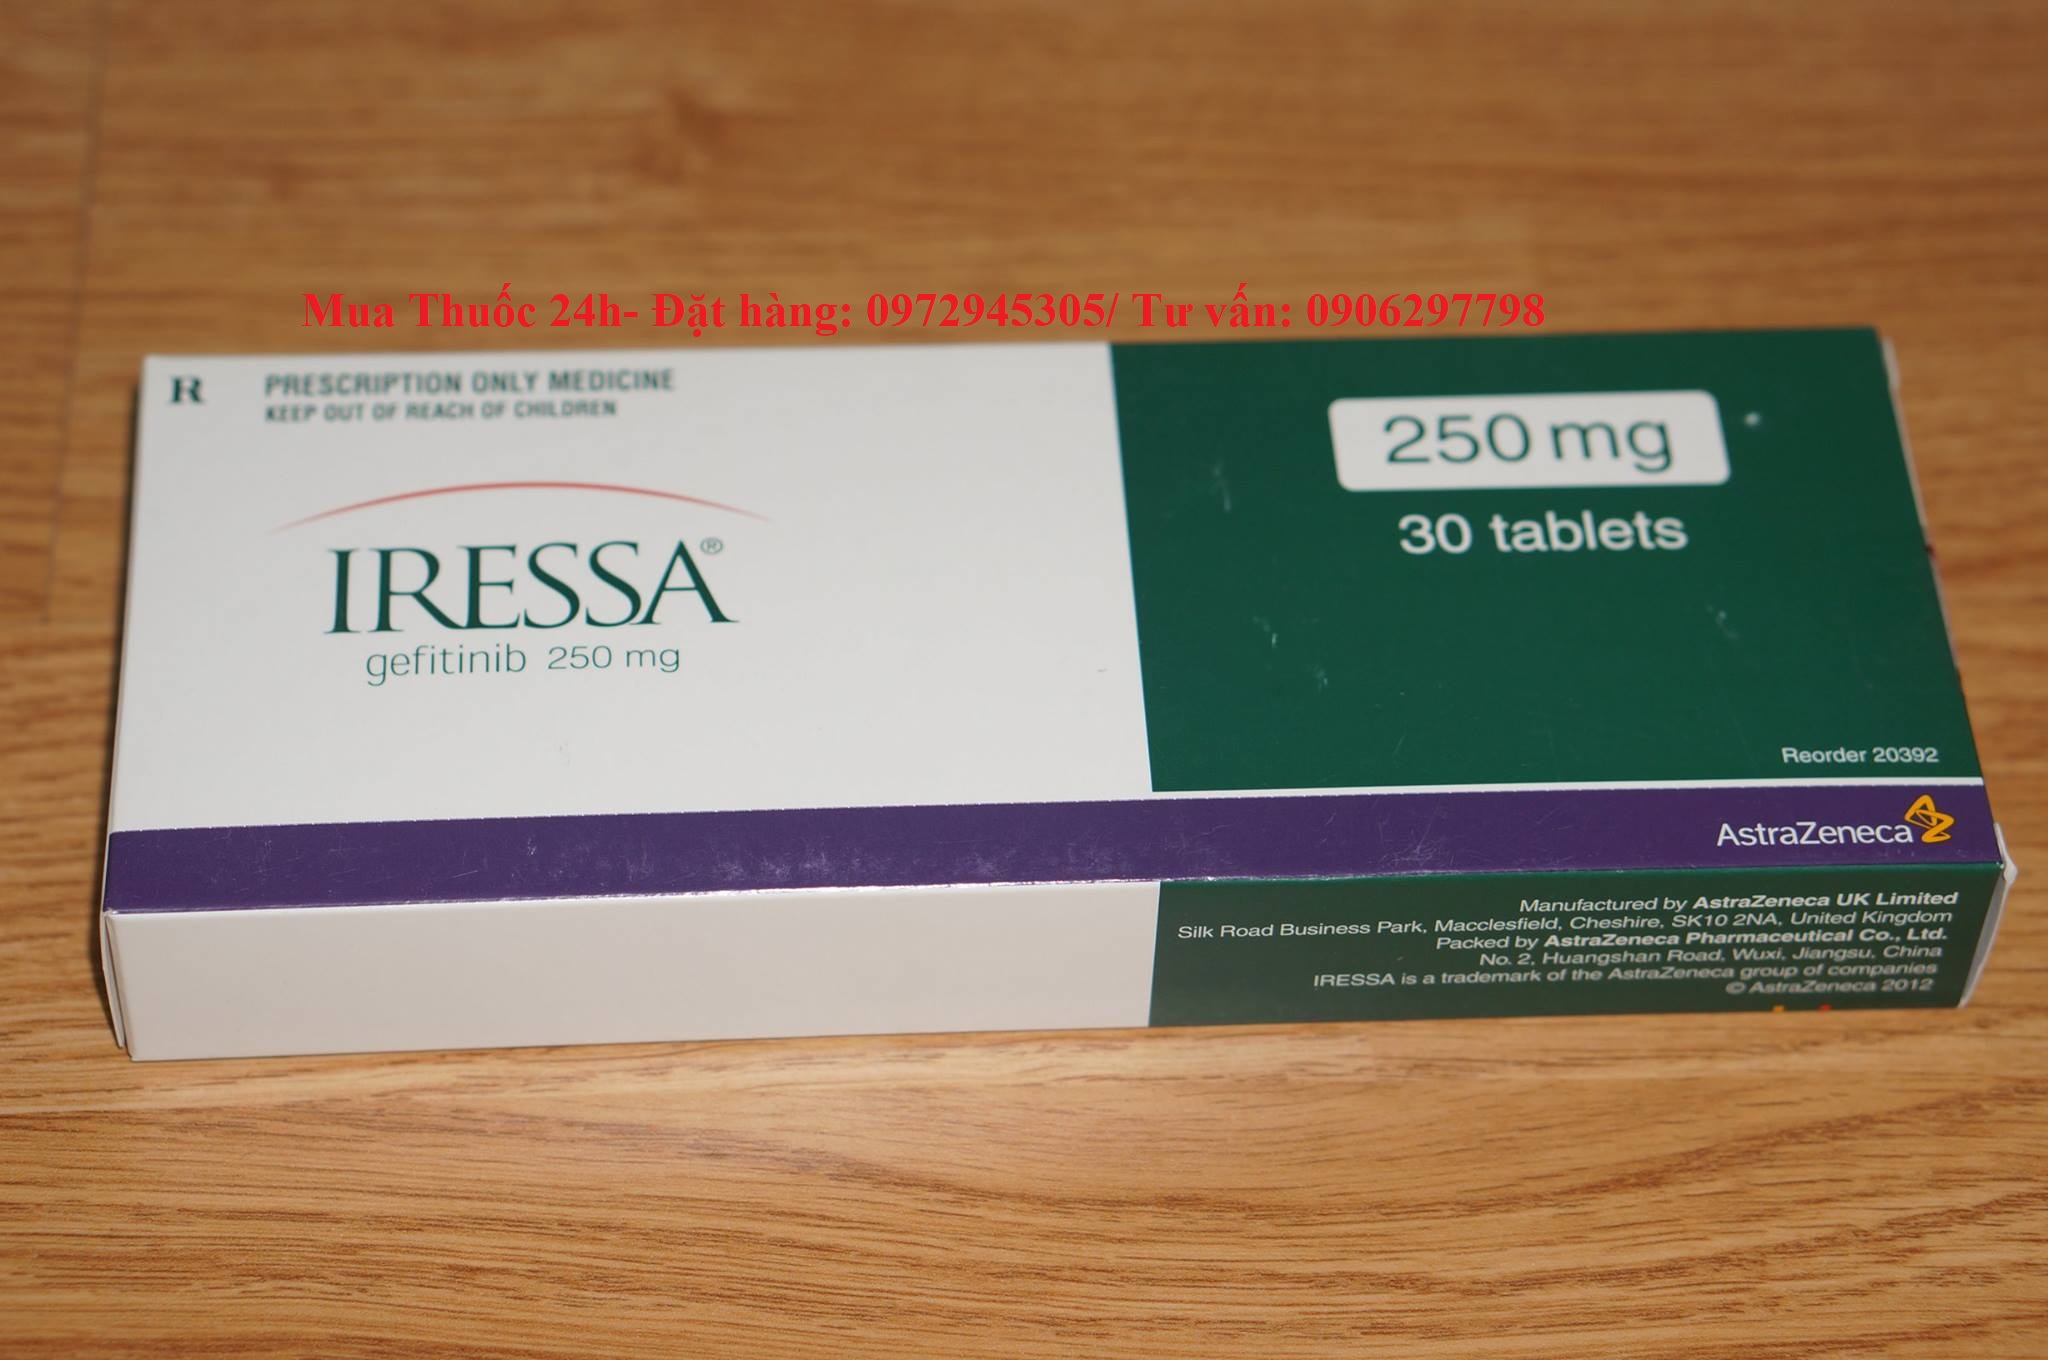 Mua Thuốc 24h- Đặt hàng: 0972945305/ Tư vấn: 0906297798
R PRESCRIPTION ONLY MEDICINE
KEEP OUT OF REACH OF CHILDREN
IRESSA®
gefitinib 250 mg
250 mg
30 tablets
Reorder 20392
AstraZeneca
Manufactured by AstraZeneca UK Limited
Silk Road Business Park, Macclesfield, Cheshire, SK10 2NA, United Kingdom
Packed by AstraZeneca Pharmaceutical Co., Ltd.
No. 2, Huangshan Road, Wuxi, Jiangsu, China
IRESSA is a trademark of the AstraZeneca group of companies
© AstraZeneca 2012